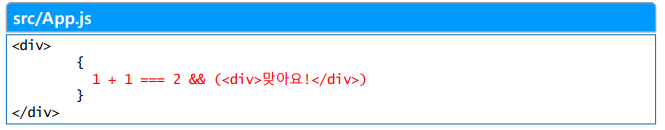 src/App.js
<div>
        {
          1 + 1 === 2 && (<div>맞아요!</div>)
        }
</div>